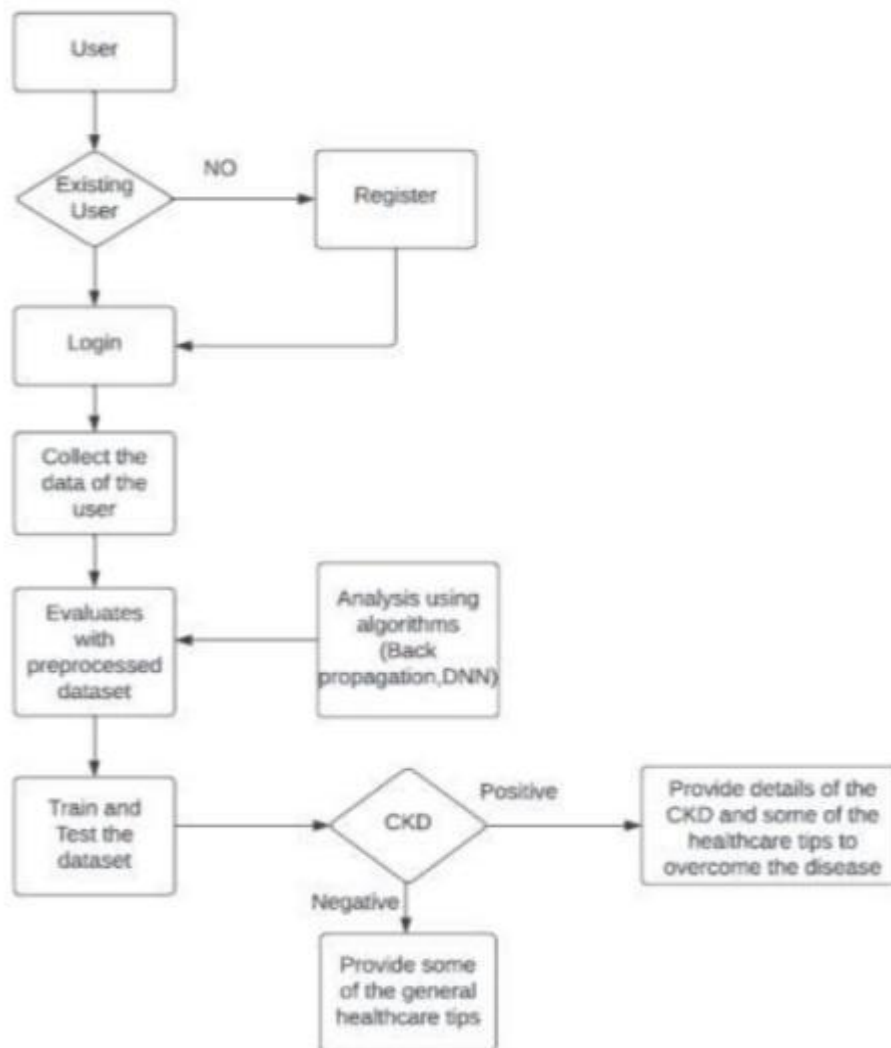 User
Existing
User
NO
Register
Login
Collect the
data of the
user
Evaluates
with
preprocessed
dataset
Analysis using
algorithms
(Back
propagation,DNN)
Train and
Test the
dataset
CKD
Positive
Provide details of the
CKD and some of the
healthcare tips to
overcome the disease
Negative
Provide some
of the general
healthcare tips